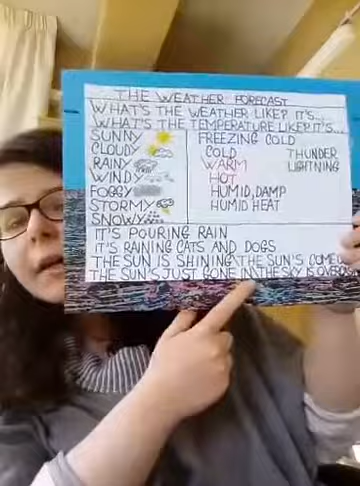 THE WEATHER FORECAST
WHAT'S THE WEATHER LIKE? IT'S...
WHAT'S THE TEMPERATURE LIKE? IT'S...
SUNNY
CLOUDY
RAINY
WINDY
FOGGY
STORMY
SNOWY
FREEZING COLD
COLD
WARM
HOT
HUMID, DAMP
HUMID HEAT
THUNDER
LIGHTNING
IT'S POURING RAIN
IT'S RAINING CATS AND DOGS
THE SUN IS SHINING THE SUN'S COME
THE SUN'S JUST GONE IN THE SKY IS